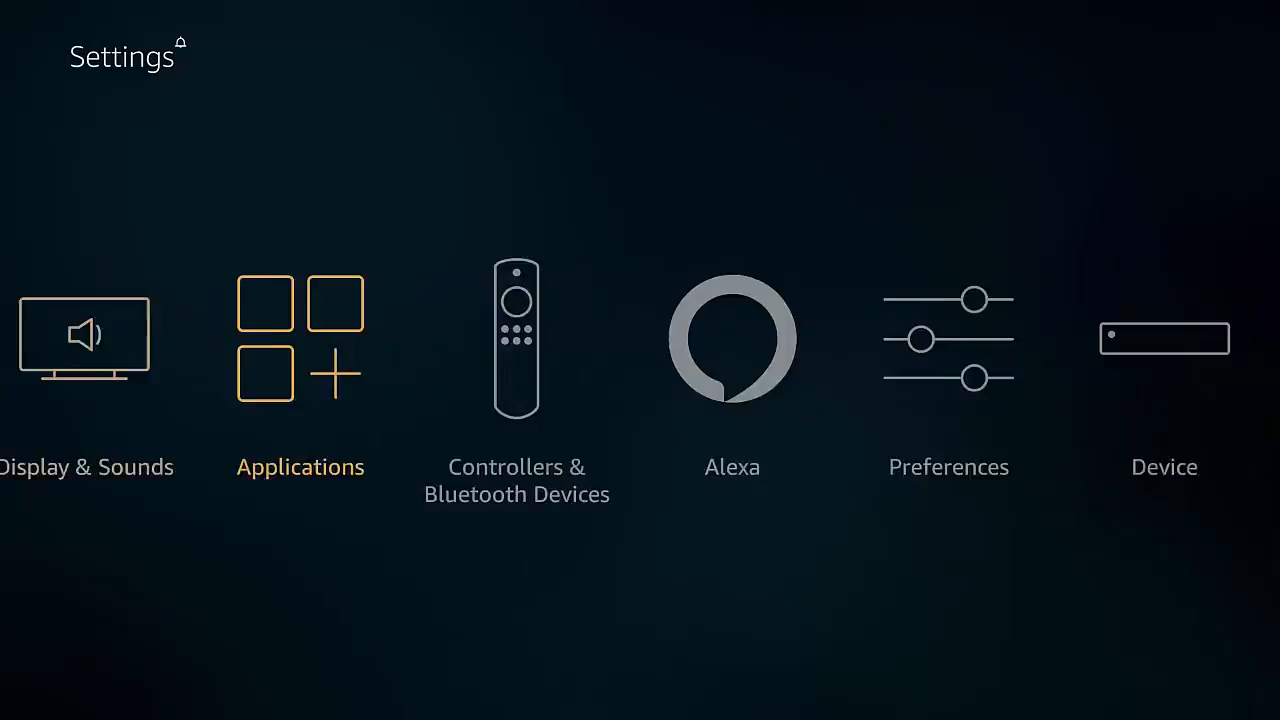 Settings
Display & Sounds
Applications
Controllers &
Bluetooth Devices
Alexa
Preferences
Device